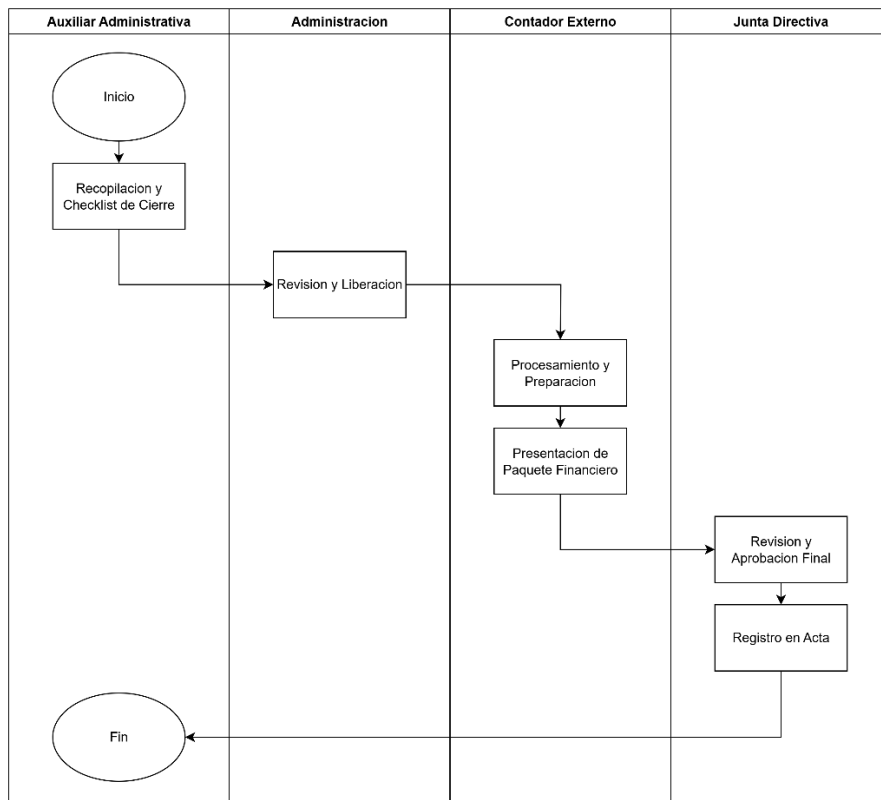 Auxiliar Administrativa
Administracion
Contador Externo
Junta Directiva
Inicio
Recopilacion y
Checklist de Cierre
Revision y Liberacion
Procesamiento y
Preparacion
Presentacion de
Paquete Financiero
Revision y
Aprobacion Final
Registro en Acta
Fin